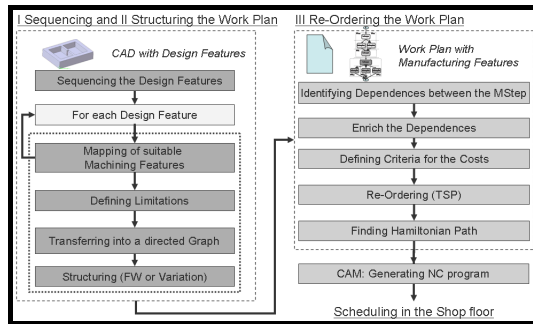 I Sequencing and II Structuring the Work Plan
CAD with Design Features
Sequencing the Design Features
For each Design Feature
Mapping of suitable
Machining Features
Defining Limitations
Transferring into a directed Graph
Structuring (FW or Variation)
III Re-Ordering the Work Plan
Work Plan with
Manufacturing Features
Identifying Dependences between the MStep
Enrich the Dependences
Defining Criteria for the Costs
Re-Ordering (TSP)
Finding Hamiltonian Path
CAM: Generating NC program
Scheduling in the Shop floor